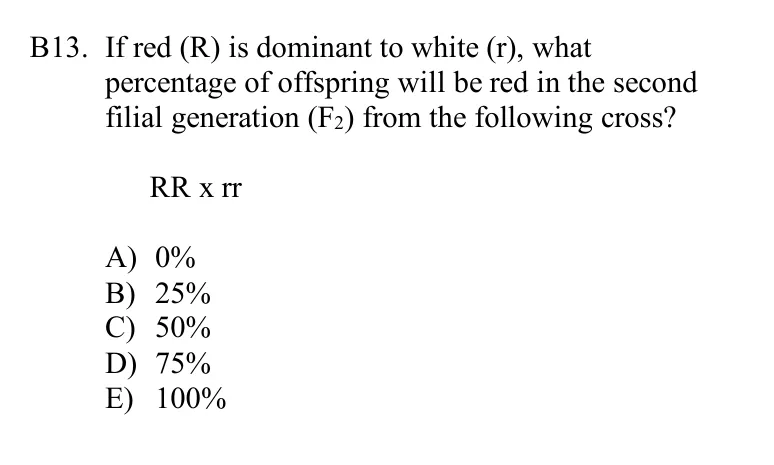 B13. If red (R) is dominant to white (r), what
percentage of offspring will be red in the second
filial generation (F₂) from the following cross?
RR x rr
A) 0%
B) 25%
C) 50%
D) 75%
E) 100%